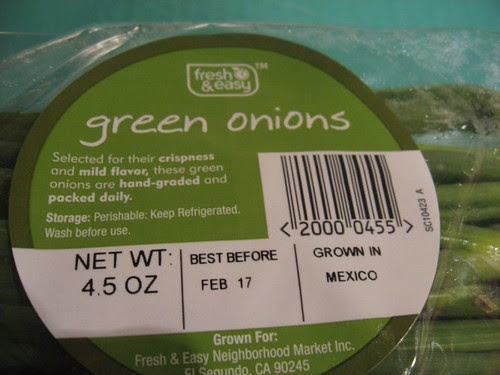 fresh
& easy™
green onions
Selected for their crispness
and mild flavor, these green
onions are hand-graded and
packed daily.
Storage: Perishable: Keep Refrigerated.
Wash before use.
<2000 0455>
SC10423 A
NET WT:
4.5 OZ
BEST BEFORE
FEB 17
GROWN IN
MEXICO
Grown For:
Fresh & Easy Neighborhood Market Inc.
El Segundo, CA 90245